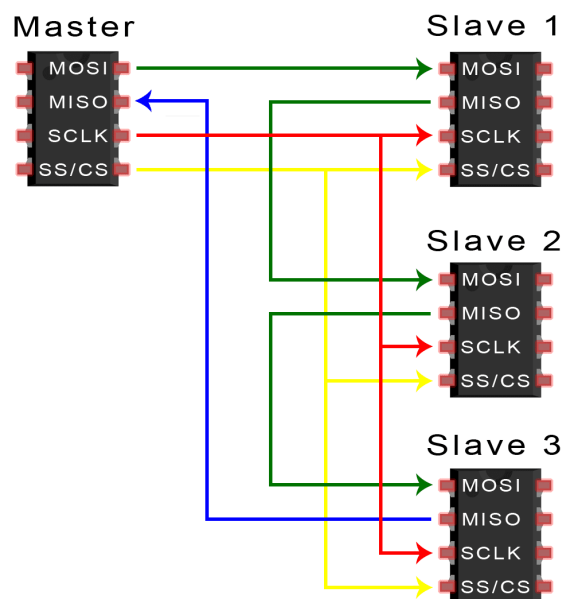 Master
MOSI
MISO
SCLK
SS/CS
Slave 1
MOSI
MISO
SCLK
SS/CS
Slave 2
MOSI
MISO
SCLK
SS/CS
Slave 3
MOSI
MISO
SCLK
SS/CS